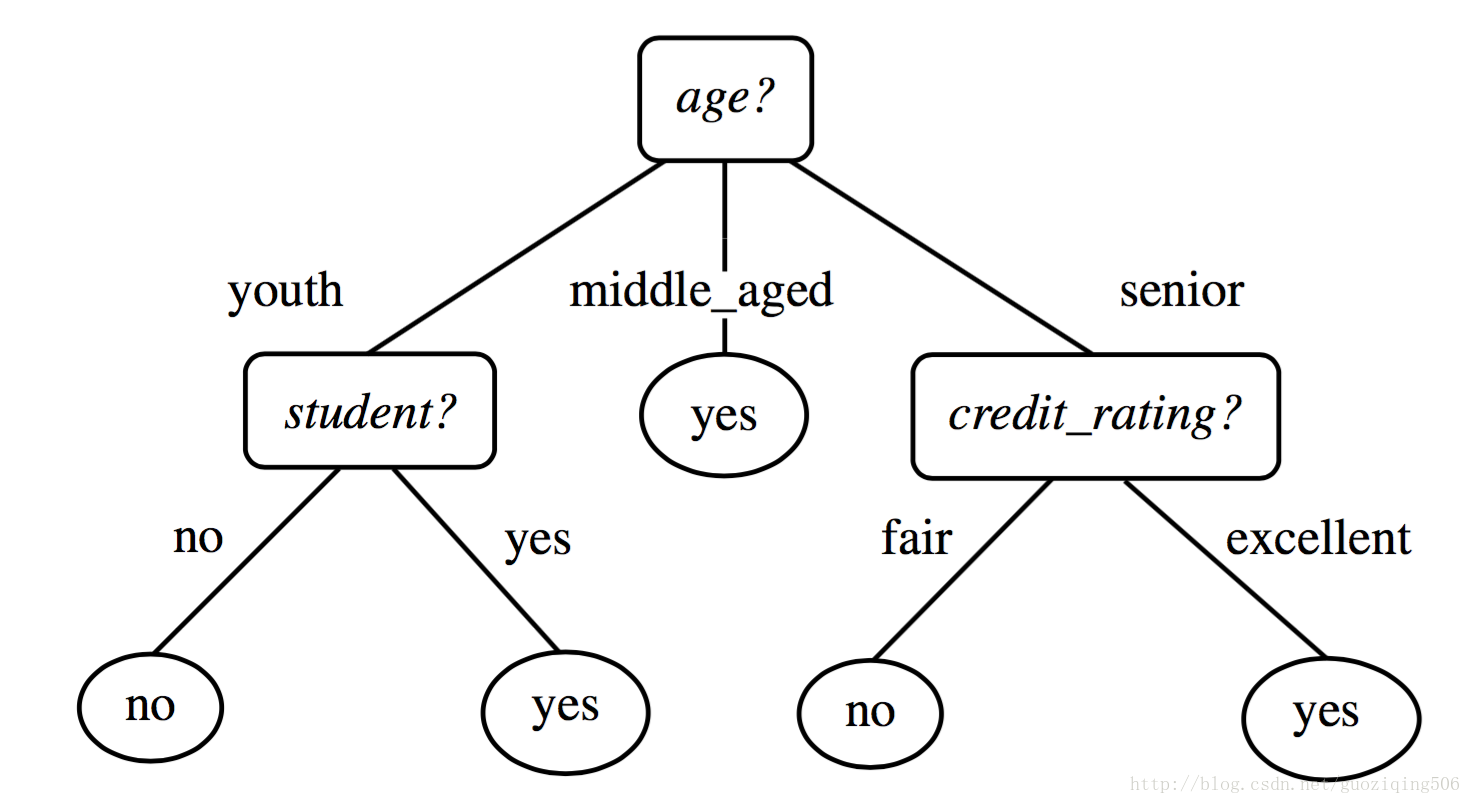 age?
youth
middle_aged
senior
student?
yes
credit_rating?
no
yes
fair
excellent
no
yes
no
yes
http://blog.csdn.net/guoziqing506